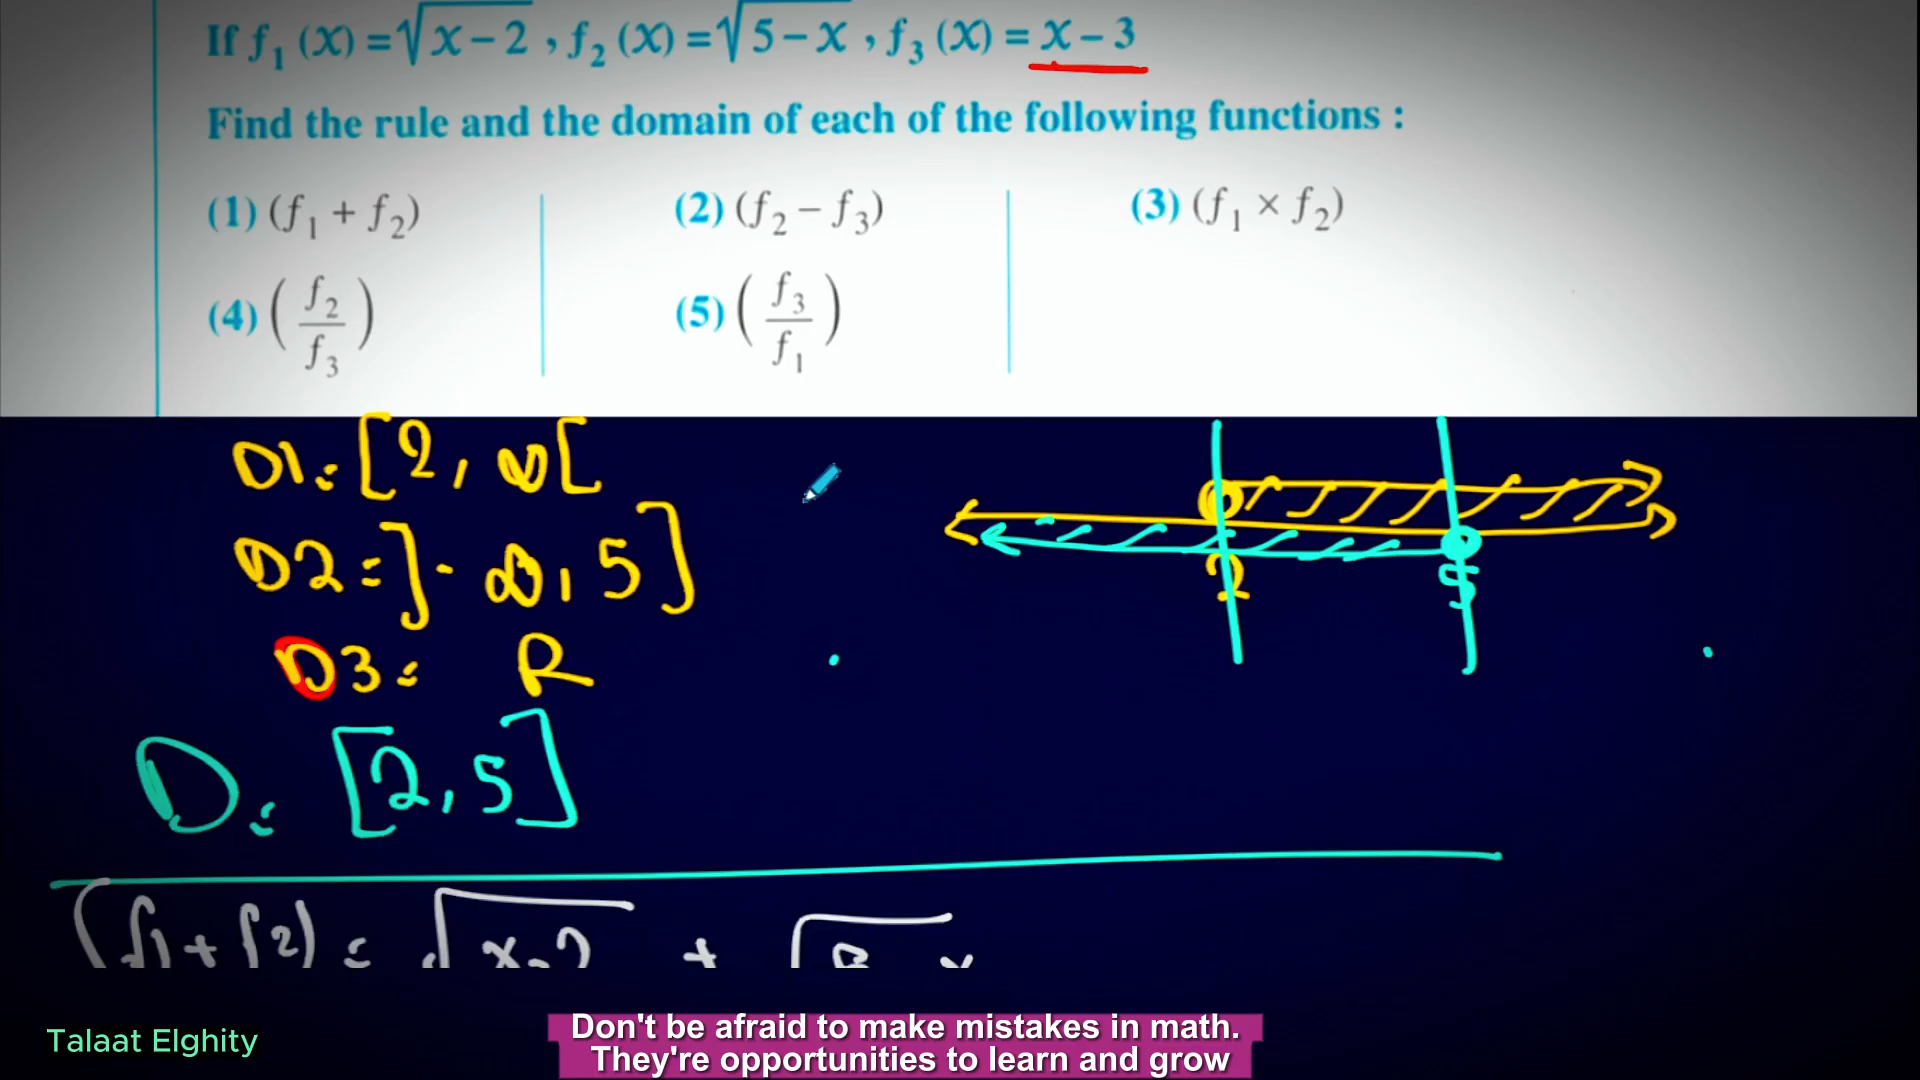 If f₁ (X) = √x − 2 , f₂ (X) = √5 − x , f₃ (X) = x − 3
Find the rule and the domain of each of the following functions :
(1) (f₁ + f₂)
(2) (f₂ − f₃)
(3) (f₁ × f₂)
(4) (f₂/f₃)
(5) (f₃/f₁)
D1 = [2, ∞[
D2 = ]-∞, 5]
D3 = R
2
5
D = [2, 5]
(f1 + f2) = √x-2 +
Talaat Elghity
Don't be afraid to make mistakes in math.
They're opportunities to learn and grow